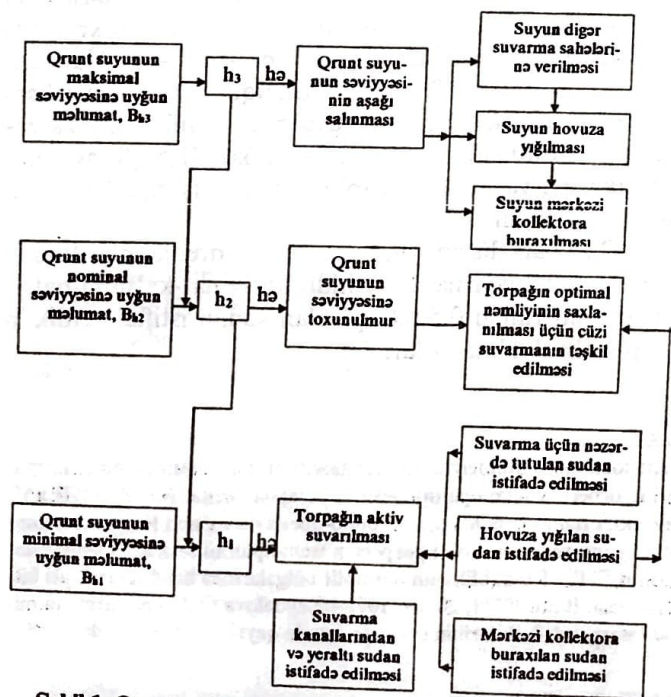 Qrunt suyunun
maksimal
səviyyəsinə uyğun
məlumat, Bh3
h3
hə
Qrunt suyu-
nun səviyyəsi-
nin aşağı
salınması
Suyun digər
suvarma sahələri-
nə verilməsi
Suyun hovuza
yığılması
Suyun mərkəzi
kollektora
buraxılması
Qrunt suyunun
nominal
səviyyəsinə uyğun
məlumat, Bh2
h2
hə
Qrunt
suyunun
səviyyəsinə
toxunulmur
Torpağın optimal
nəmliyinin saxla-
nılması üçün cüzi
suvarmanın təşkil
edilməsi
Suvarma üçün nəzər-
də tutulan sudan
istifadə edilməsi
Qrunt suyunun
minimal
səviyyəsinə uyğun
məlumat, Bh1
h1
hə
Torpağın aktiv
suvarılması
Hovuza yığılan su-
dan istifadə edilməsi
Suvarma
kanallarından
və yeraltı sudan
istifadə edilməsi
Mərkəzi kollektora
buraxılan sudan
istifadə edilməsi